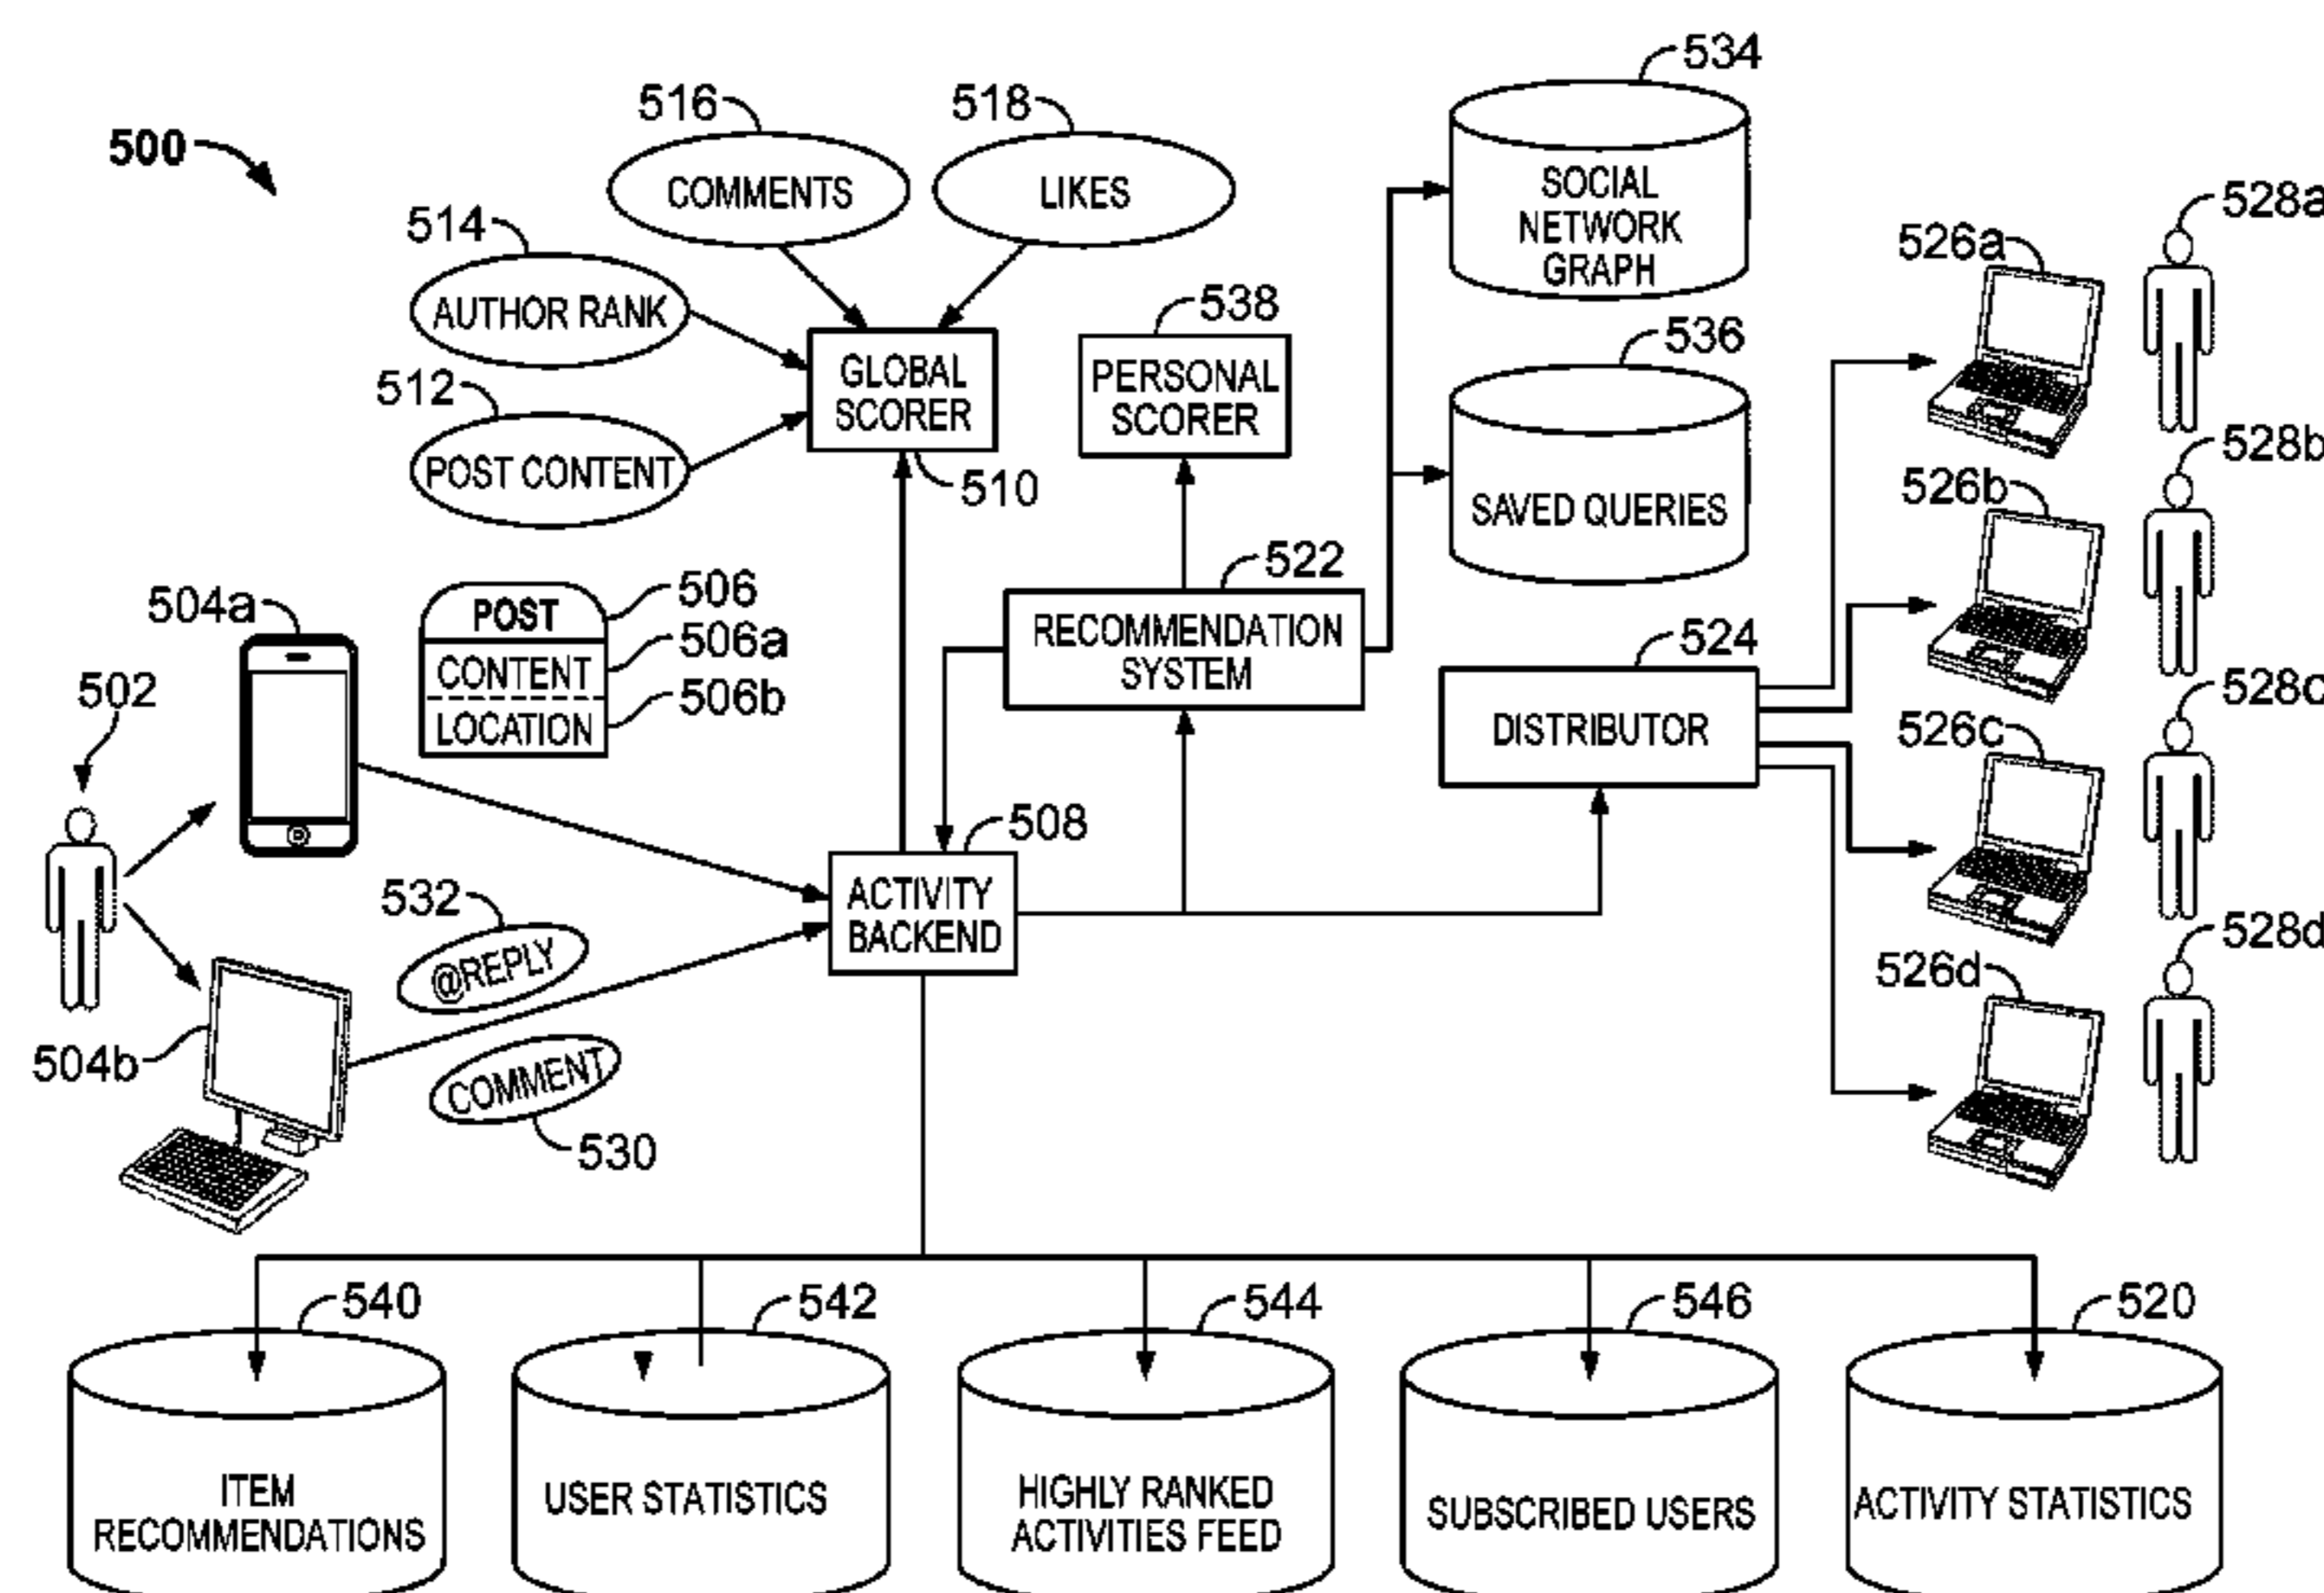 500
516
518
534
COMMENTS
LIKES
514
AUTHOR RANK
512
POST CONTENT
GLOBAL
SCORER
510
538
PERSONAL
SCORER
SOCIAL
NETWORK
GRAPH
536
SAVED QUERIES
526a
528a
526b
528b
526c
528c
526d
528d
504a
502
POST
506
CONTENT
506a
LOCATION
506b
522
RECOMMENDATION
SYSTEM
524
DISTRIBUTOR
508
ACTIVITY
BACKEND
532
@REPLY
504b
COMMENT
530
540
542
544
546
520
ITEM
RECOMMENDATIONS
USER STATISTICS
HIGHLY RANKED
ACTIVITIES FEED
SUBSCRIBED USERS
ACTIVITY STATISTICS